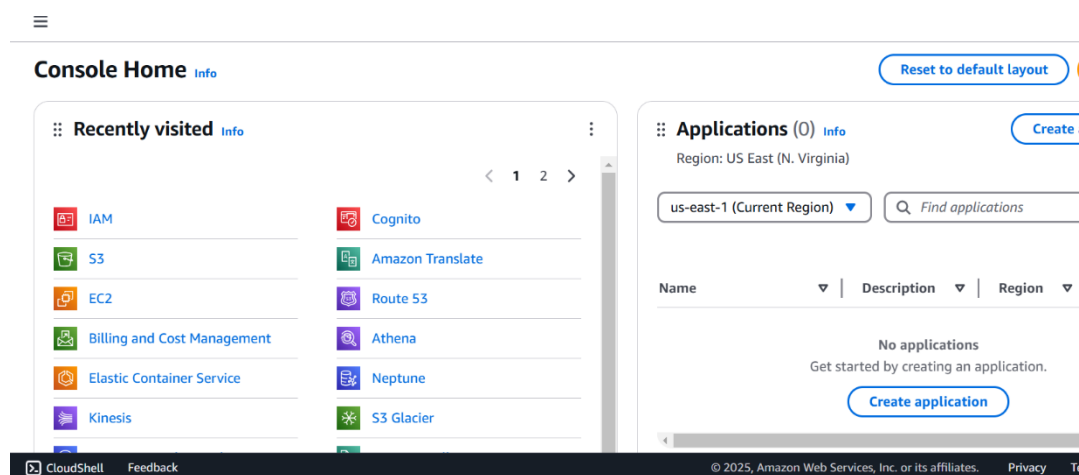 Console Home Info
Reset to default layout
Recently visited Info
1 2
IAM
S3
EC2
Billing and Cost Management
Elastic Container Service
Kinesis
Cognito
Amazon Translate
Route 53
Athena
Neptune
S3 Glacier
Applications (0) Info
Create
Region: US East (N. Virginia)
us-east-1 (Current Region)
Find applications
Name Description Region
No applications
Get started by creating an application.
Create application
CloudShell Feedback
© 2025, Amazon Web Services, Inc. or its affiliates. Privacy